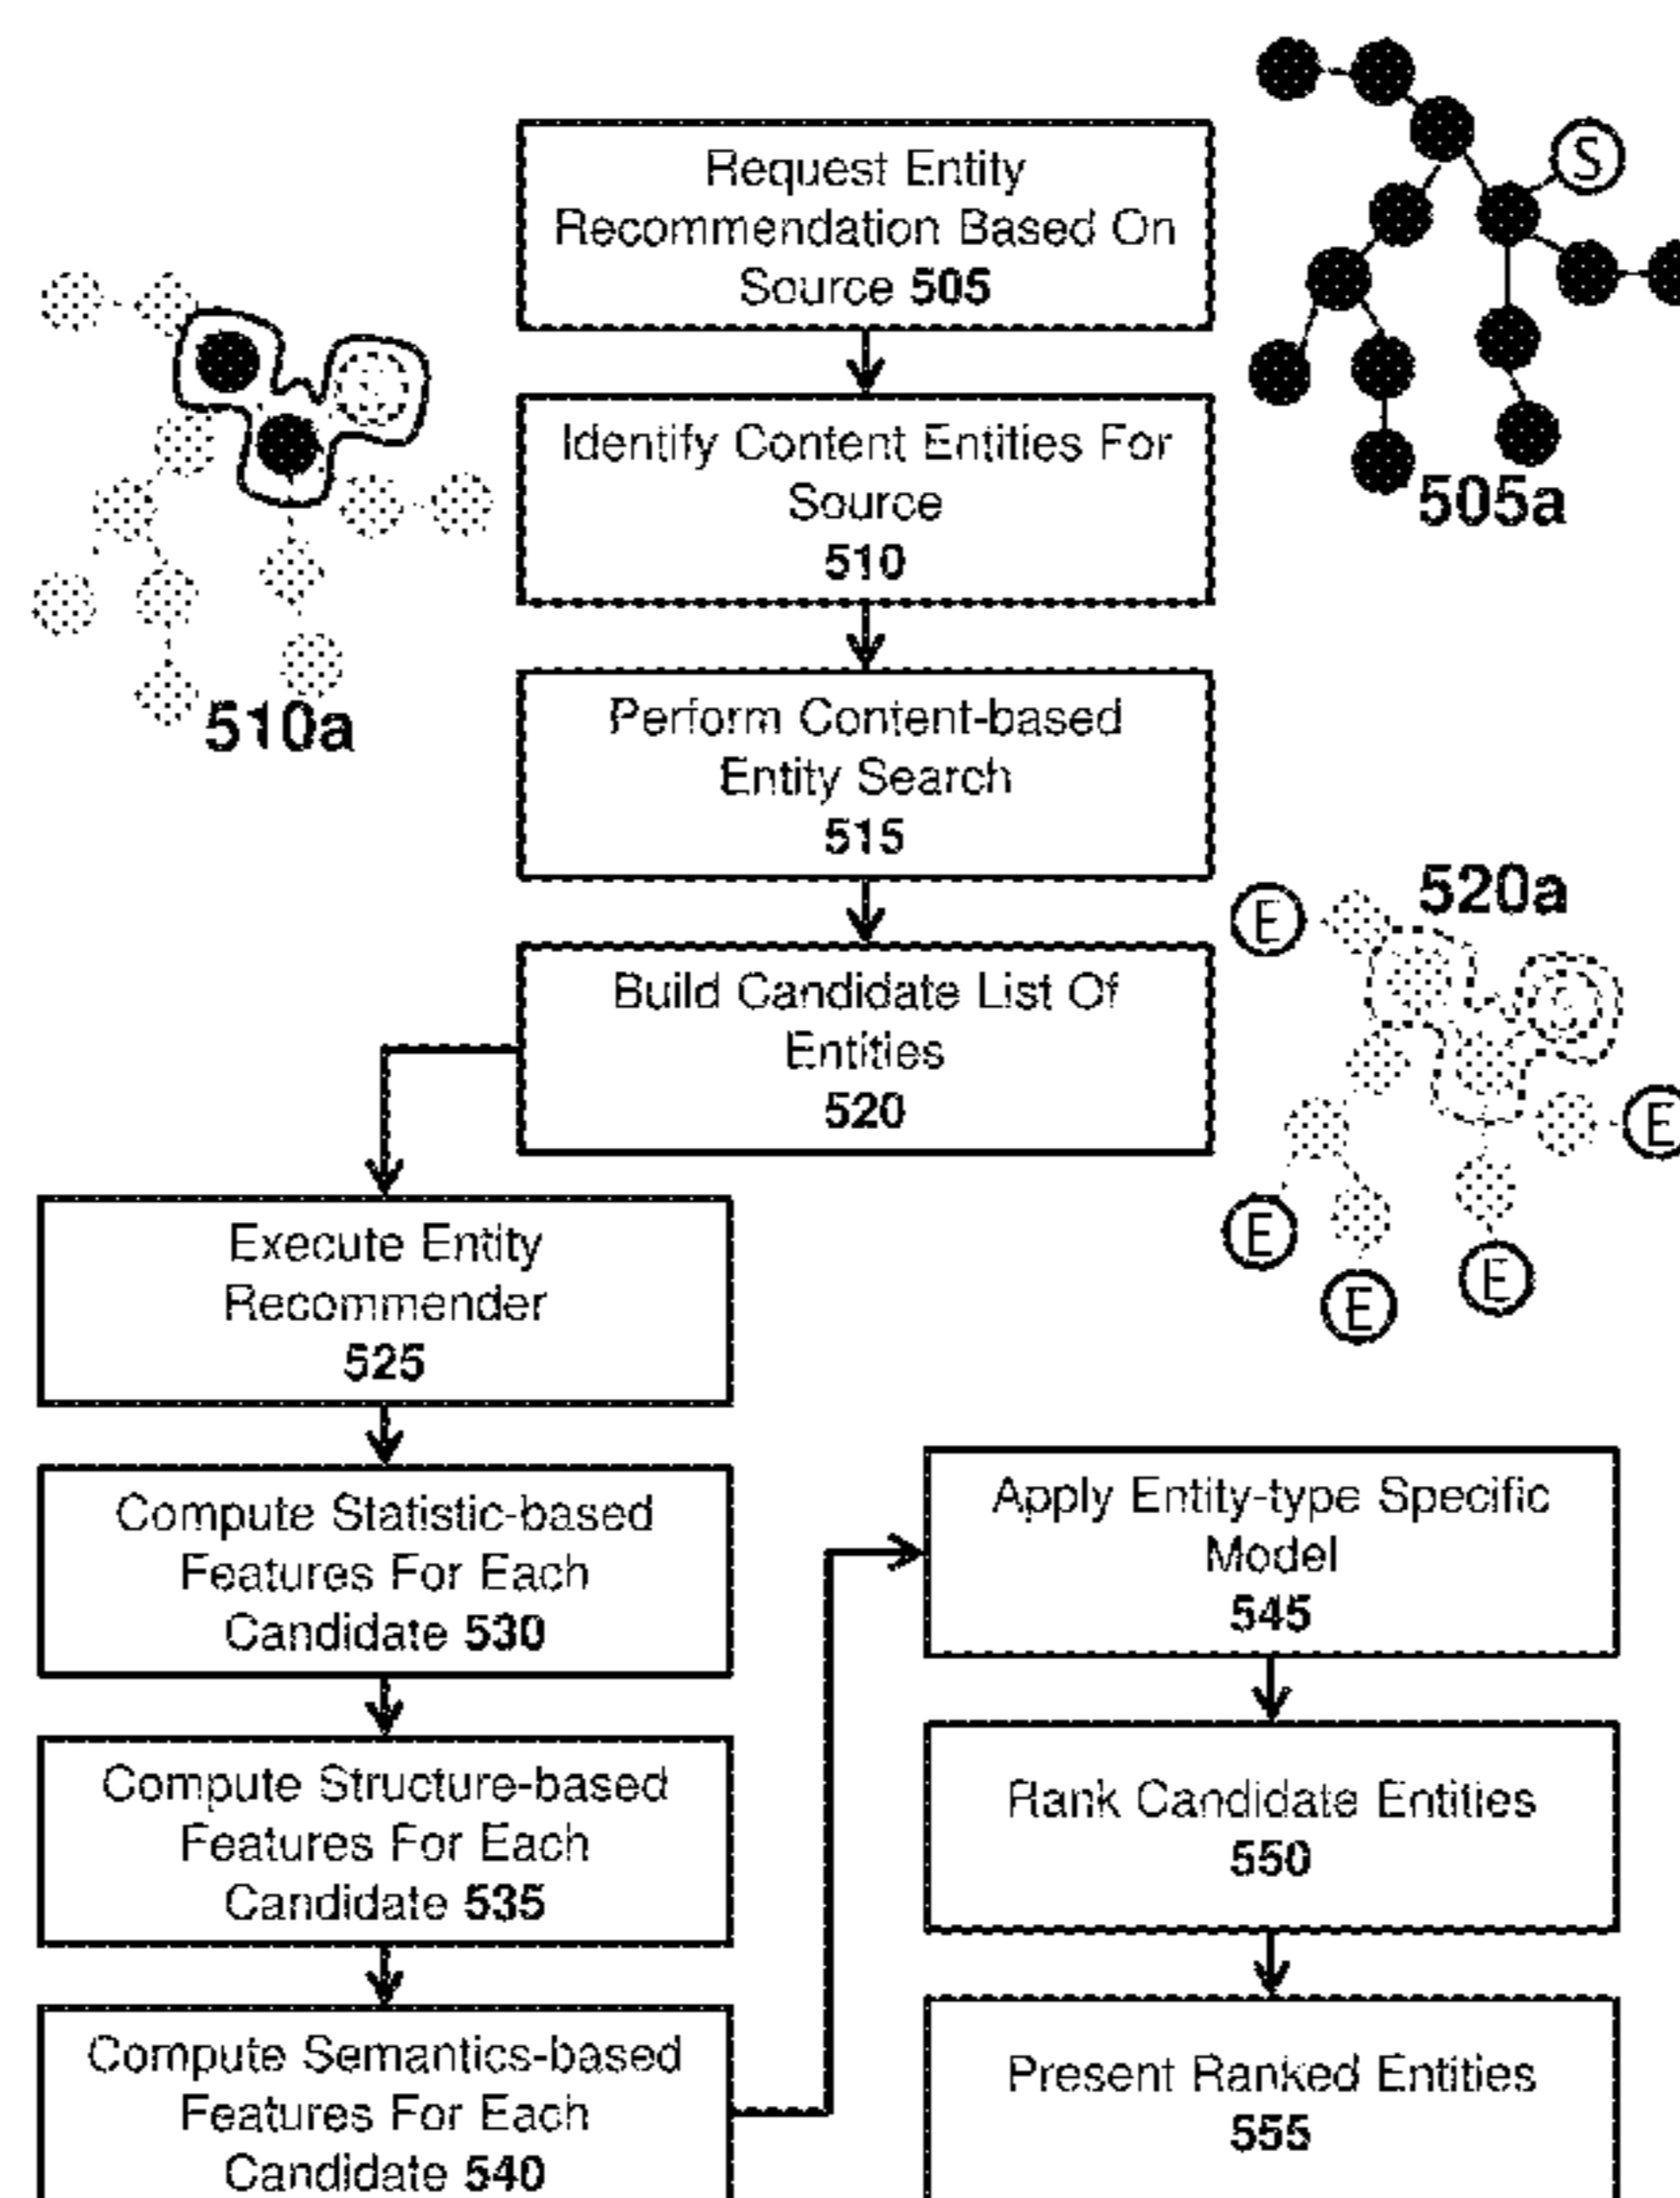 Request Entity
Recommendation Based On
Source 505
S
505a
Identify Content Entities For
Source
510
510a
Perform Content-based
Entity Search
515
520a
E
E
E
E
E
Build Candidate List Of
Entities
520
Execute Entity
Recommender
525
Compute Statistic-based
Features For Each
Candidate 530
Compute Structure-based
Features For Each
Candidate 535
Compute Semantics-based
Features For Each
Candidate 540
Apply Entity-type Specific
Model
545
Rank Candidate Entities
550
Present Ranked Entities
555